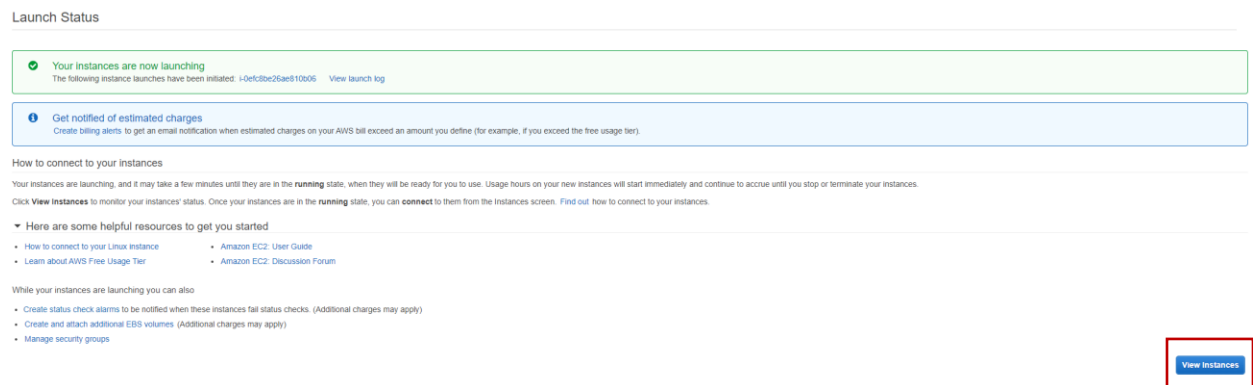 Launch Status
Your instances are now launching
The following instance launches have been initiated: i-0efc8be26ae810b06 View launch log
Get notified of estimated charges
Create billing alerts to get an email notification when estimated charges on your AWS bill exceed an amount you define (for example, if you exceed the free usage tier).
How to connect to your instances
Your instances are launching, and it may take a few minutes until they are in the running state, when they will be ready for you to use. Usage hours on your new instances will start immediately and continue to accrue until you stop or terminate your instances.
Click View Instances to monitor your instances' status. Once your instances are in the running state, you can connect to them from the Instances screen. Find out how to connect to your instances.
Here are some helpful resources to get you started
• How to connect to your Linux instance • Amazon EC2: User Guide
• Learn about AWS Free Usage Tier • Amazon EC2: Discussion Forum
While your instances are launching you can also
• Create status check alarms to be notified when these instances fail status checks. (Additional charges may apply)
• Create and attach additional EBS volumes (Additional charges may apply)
• Manage security groups
View Instances